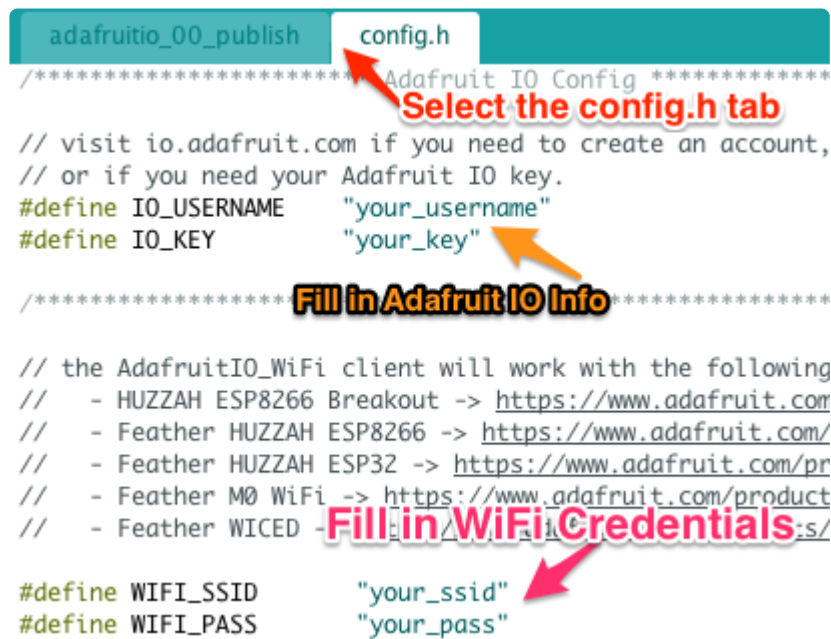 adafruitio_00_publish config.h
/************************ Adafruit IO Config *************
Select the config.h tab
// visit io.adafruit.com if you need to create an account,
// or if you need your Adafruit IO key.
#define IO_USERNAME "your_username"
#define IO_KEY "your_key"
Fill in Adafruit IO Info
// the AdafruitIO_WiFi client will work with the following
// - HUZZAH ESP8266 Breakout -> https://www.adafruit.com
// - Feather HUZZAH ESP8266 -> https://www.adafruit.com/
// - Feather HUZZAH ESP32 -> https://www.adafruit.com/pr
// - Feather M0 WiFi -> https://www.adafruit.com/product
// - Feather WICED -
Fill in WiFi Credentials
#define WIFI_SSID "your_ssid"
#define WIFI_PASS "your_pass"